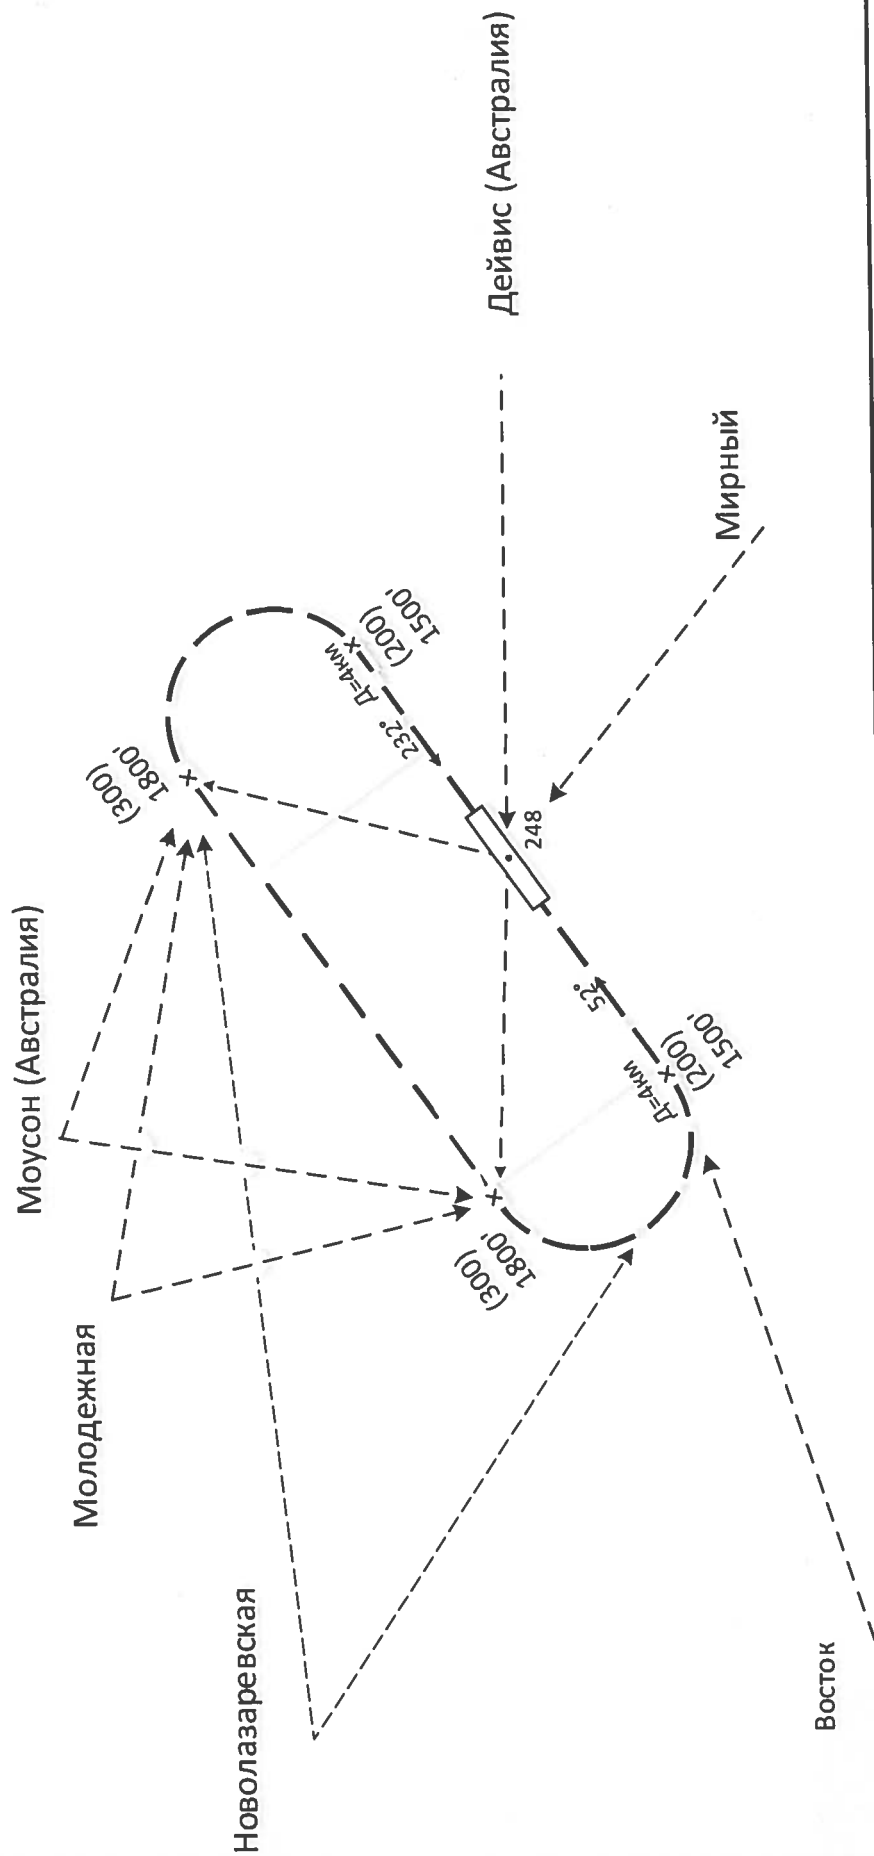 Моусон (Австралия)
Молодежная
Новолазаревская
Восток
Дейвис (Австралия)
Мирный
(300)
1800'
(300)
1800'
Д=4км
(200)
1500'
232°
248
52°
Д=4км
(200)
1500'